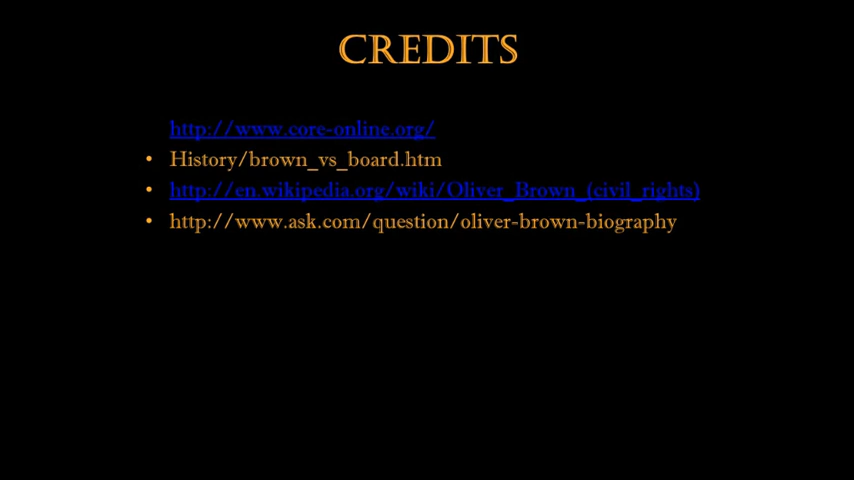 CREDITS
http://www.core-online.org/
• History/brown_vs_board.htm
• http://en.wikipedia.org/wiki/Oliver_Brown_(civil_rights)
• http://www.ask.com/question/oliver-brown-biography